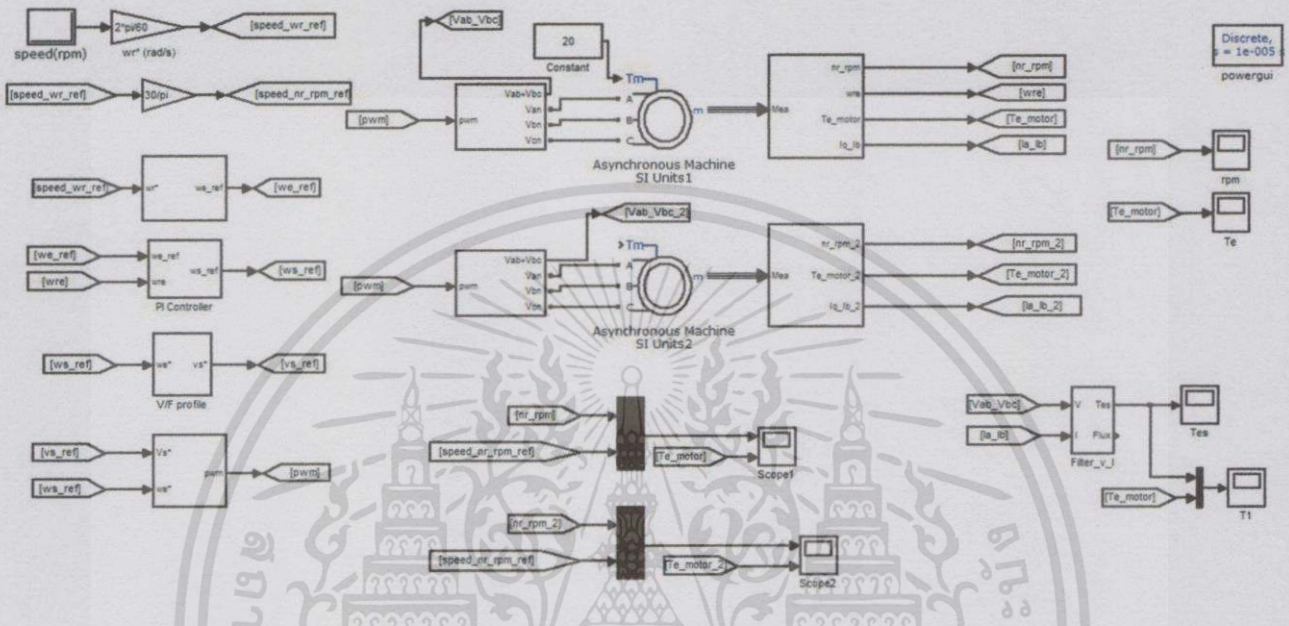 speed(rpm)
2*pi/60
wr* (rad/s)
[speed_wr_ref]
[speed_wr_ref]
30/pi
[speed_nr_rpm_ref]
[speed_wr_ref]
wr*
we_ref
[we_ref]
[we_ref]
[wre]
we_ref
wre
ws_ref
PI Controller
[ws_ref]
[ws_ref]
we*
vs*
V/F profile
[vs_ref]
[vs_ref]
[ws_ref]
Vs*
ws*
pwm
[pwm]
[Vab_Vbc]
20
Constant
[pwm]
pwm
Vab+Vbc
Van
Vbn
Von
Tm
A
B
C
m
Asynchronous Machine
SI Units1
Mea
nr_rpm
wre
Te_motor
Ia_Ib
[nr_rpm]
[wre]
[Te_motor]
[Ia_Ib]
[Vab_Vbc_2]
[pwm]
pwm
Vab+Vbc
Van
Vbn
Von
Tm
A
B
C
m
Asynchronous Machine
SI Units2
Mea
nr_rpm_2
Te_motor_2
Ia_Ib_2
[nr_rpm_2]
[Te_motor_2]
[Ia_Ib_2]
Discrete,
s = 1e-005 s
powergui
[nr_rpm]
rpm
[Te_motor]
Te
[nr_rpm]
[speed_nr_rpm_ref]
[Te_motor]
Scope1
[nr_rpm_2]
[speed_nr_rpm_ref]
[Te_motor_2]
Scope2
[Vab_Vbc]
[Ia_Ib]
V
I
Tes
Flux
Filter_v_I
Tes
[Te_motor]
T1